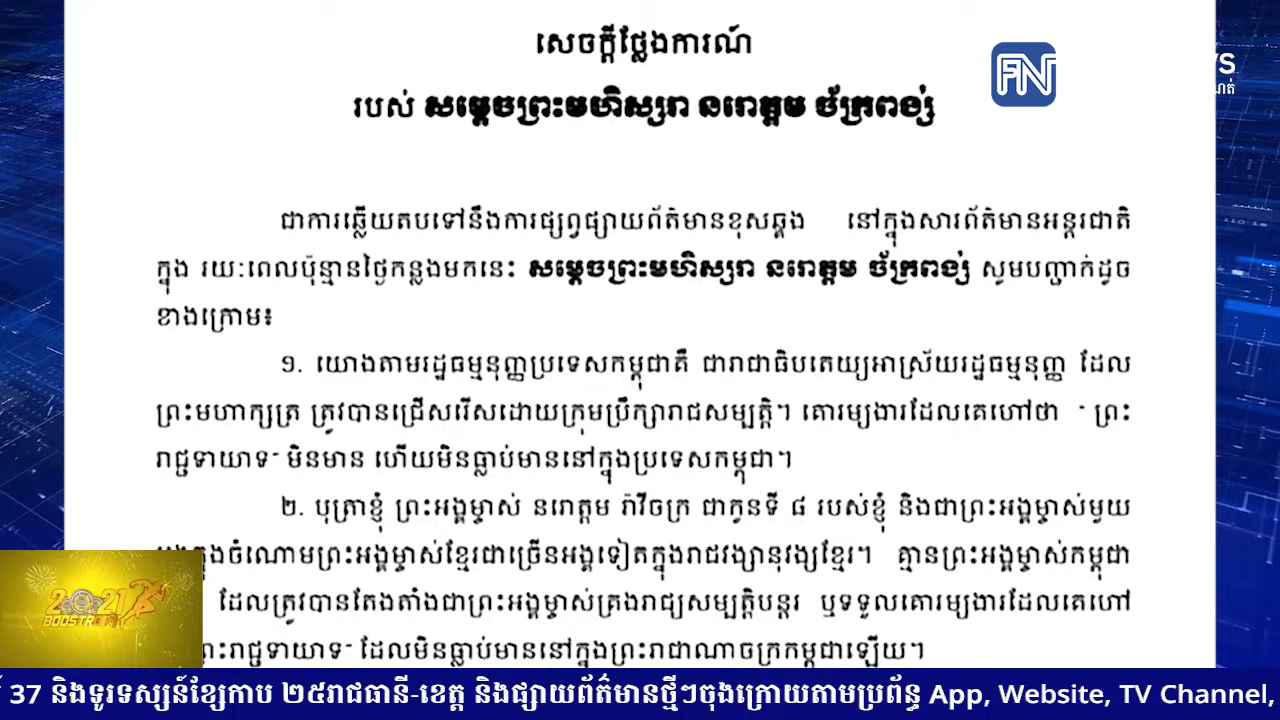 សេចក្តីថ្លែងការណ៍
របស់ សម្តេចព្រះមហិស្សរា នរោត្តម ច័ក្រពង្ស៍
FN
ជាការឆ្លើយតបទៅនឹងការផ្សព្វផ្សាយព័ត៌មានខុសឆ្គង នៅក្នុងសារព័ត៌មានអន្តរជាតិ
ក្នុង រយៈពេលប៉ុន្មានថ្ងៃកន្លងមកនេះ សម្តេចព្រះមហិស្សរា នរោត្តម ច័ក្រពង្ស៍ សូមបញ្ជាក់ដូច
ខាងក្រោម៖
១. យោងតាមរដ្ឋធម្មនុញ្ញប្រទេសកម្ពុជាគឺ ជារាជាធិបតេយ្យអាស្រ័យរដ្ឋធម្មនុញ្ញ ដែល
ព្រះមហាក្សត្រ ត្រូវបានជ្រើសរើសដោយក្រុមប្រឹក្សារាជសម្បត្តិ។ គោរម្យងារដែលគេហៅថា " ព្រះ
រាជ្ជទាយាទ" មិនមាន ហើយមិនធ្លាប់មាននៅក្នុងប្រទេសកម្ពុជា។
២. បុត្រាខ្ញុំ ព្រះអង្គម្ចាស់ នរោត្តម រ៉ាវីចក្រ ជាកូនទី ៨ របស់ខ្ញុំ និងជាព្រះអង្គម្ចាស់មួយ
ចំណោមព្រះអង្គម្ចាស់ខ្មែរជាច្រើនអង្គទៀតក្នុងរាជវង្សានុវង្សខ្មែរ។ គ្មានព្រះអង្គម្ចាស់កម្ពុជា
ដែលត្រូវបានតែងតាំងជាព្រះអង្គម្ចាស់គ្រងរាជ្យសម្បត្តិបន្តរ ឬទទួលគោរម្យងារដែលគេហៅ
ព្រះរាជ្ជទាយាទ" ដែលមិនធ្លាប់មាននៅក្នុងព្រះរាជាណាចក្រកម្ពុជាឡើយ។
2021
37 និងទូរទស្សន៍ខ្សែកាប ២៥រាជធានី-ខេត្ត និងផ្សាយព័ត៌មានថ្មីៗចុងក្រោយតាមប្រព័ន្ធ App, Website, TV Channel,